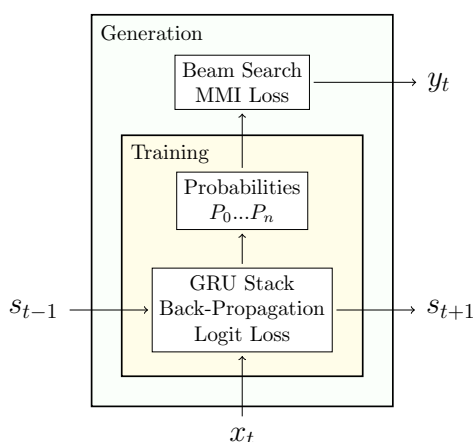 Generation
Beam Search
MMI Loss
y_t
Training
Probabilities
P_0...P_n
GRU Stack
Back-Propagation
Logit Loss
s_{t-1}
s_{t+1}
x_t